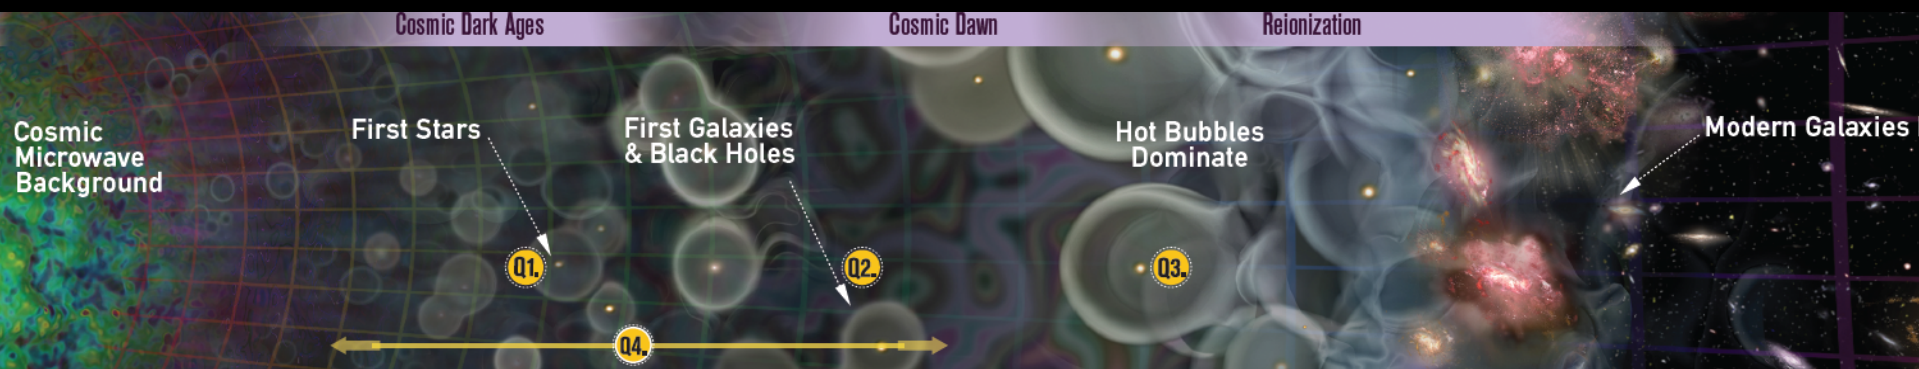 Cosmic Dark Ages
Cosmic Dawn
Reionization
Cosmic
Microwave
Background
First Stars
First Galaxies
& Black Holes
Hot Bubbles
Dominate
Modern Galaxies
Q1.
Q2.
Q3.
Q4.